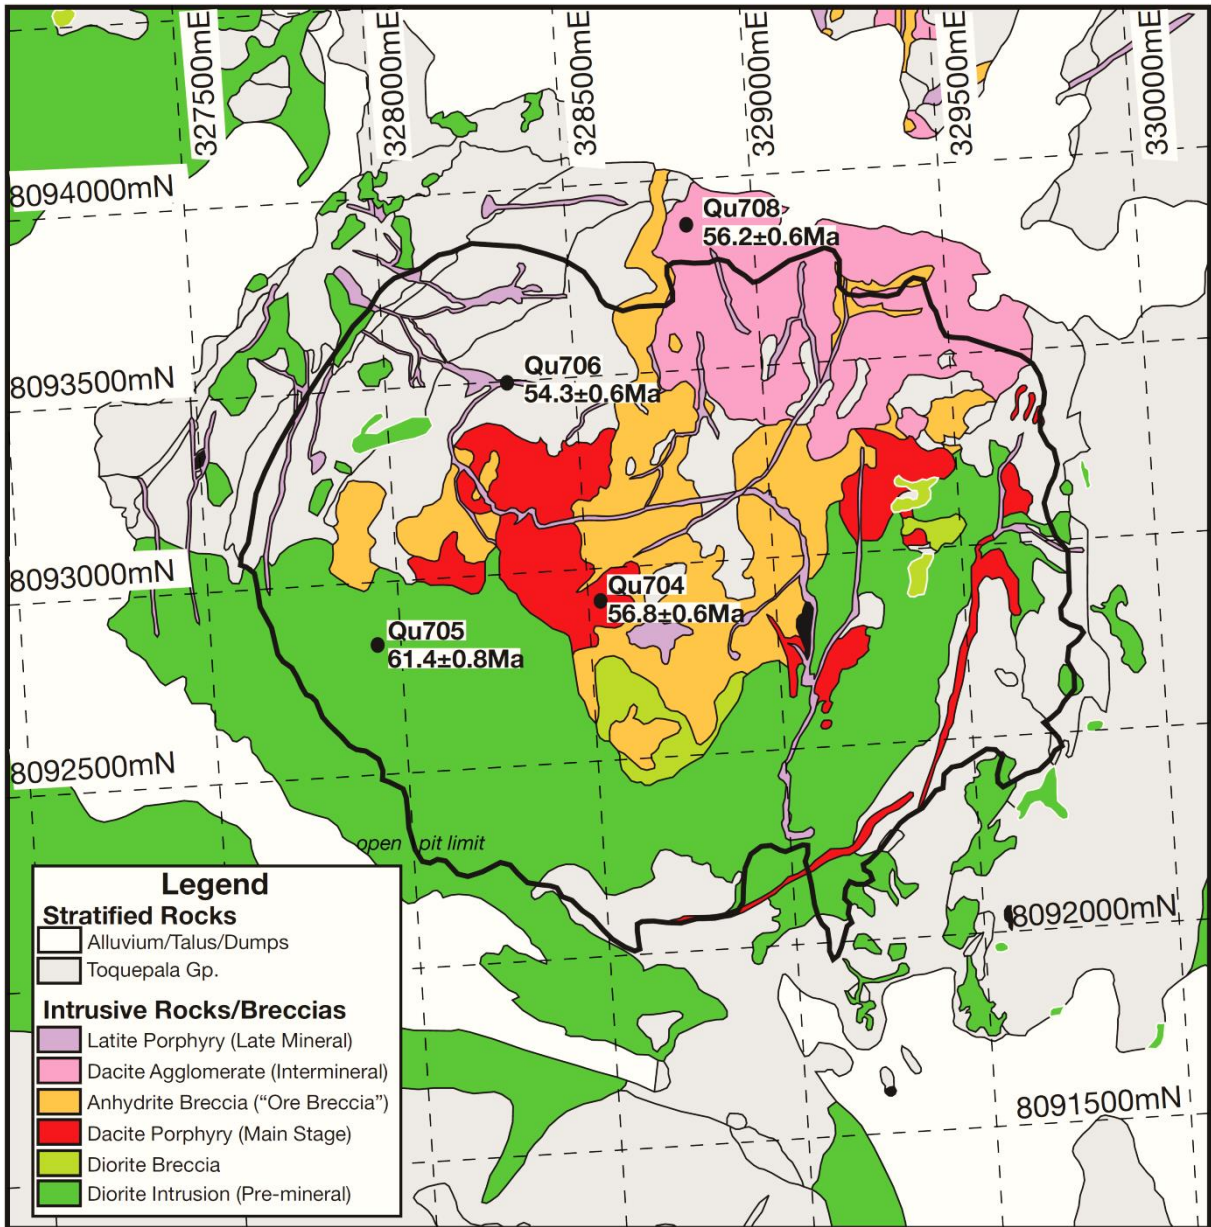 327500mE
328000mE
328500mE
329000mE
329500mE
330000mE
8094000mN
Qu708
56.2±0.6Ma
8093500mN
Qu706
54.3±0.6Ma
8093000mN
Qu704
56.8±0.6Ma
Qu705
61.4±0.8Ma
8092500mN
open pit limit
8092000mN
8091500mN
Legend
Stratified Rocks
Alluvium/Talus/Dumps
Toquepala Gp.
Intrusive Rocks/Breccias
Latite Porphyry (Late Mineral)
Dacite Agglomerate (Intermineral)
Anhydrite Breccia (“Ore Breccia”)
Dacite Porphyry (Main Stage)
Diorite Breccia
Diorite Intrusion (Pre-mineral)